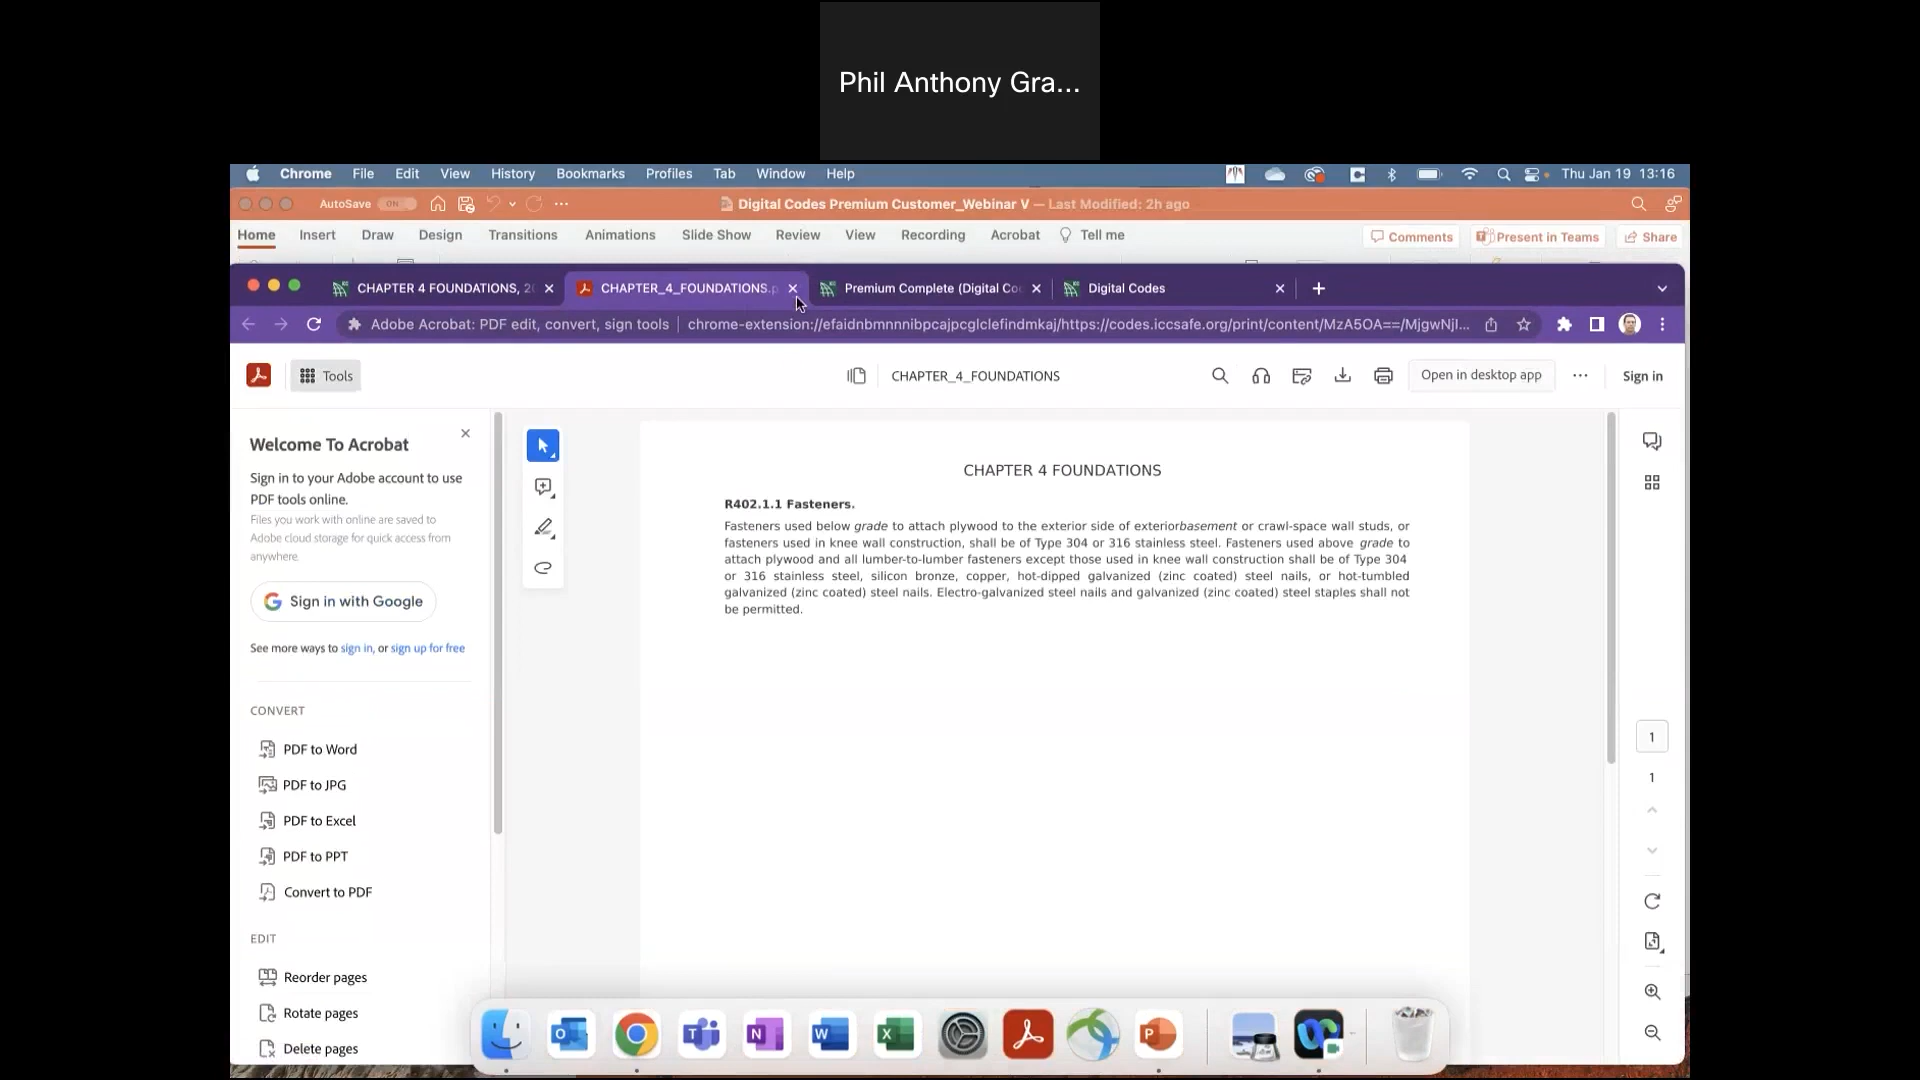 Phil Anthony Gra...
Chrome File Edit View History Bookmarks Profiles Tab Window Help Thu Jan 19 13:16
AutoSave ON Digital Codes Premium Customer_Webinar V — Last Modified: 2h ago
Home Insert Draw Design Transitions Animations Slide Show Review View Recording Acrobat Tell me Comments Present in Teams Share
CHAPTER 4 FOUNDATIONS, 20 CHAPTER_4_FOUNDATIONS.p Premium Complete (Digital Co Digital Codes
Adobe Acrobat: PDF edit, convert, sign tools chrome-extension://efaidnbmnnnibpcajpcglclefindmkaj/https://codes.iccsafe.org/print/content/MzA5OA==/MjgwNjI...
Tools CHAPTER_4_FOUNDATIONS Open in desktop app Sign in
Welcome To Acrobat
Sign in to your Adobe account to use
PDF tools online.
Files you work with online are saved to
Adobe cloud storage for quick access from
anywhere.
Sign in with Google
See more ways to sign in, or sign up for free
CONVERT
PDF to Word
PDF to JPG
PDF to Excel
PDF to PPT
Convert to PDF
EDIT
Reorder pages
Rotate pages
Delete pages
CHAPTER 4 FOUNDATIONS
R402.1.1 Fasteners.
Fasteners used below grade to attach plywood to the exterior side of exteriorbasement or crawl-space wall studs, or
fasteners used in knee wall construction, shall be of Type 304 or 316 stainless steel. Fasteners used above grade to
attach plywood and all lumber-to-lumber fasteners except those used in knee wall construction shall be of Type 304
or 316 stainless steel, silicon bronze, copper, hot-dipped galvanized (zinc coated) steel nails, or hot-tumbled
galvanized (zinc coated) steel nails. Electro-galvanized steel nails and galvanized (zinc coated) steel staples shall not
be permitted.
1
1